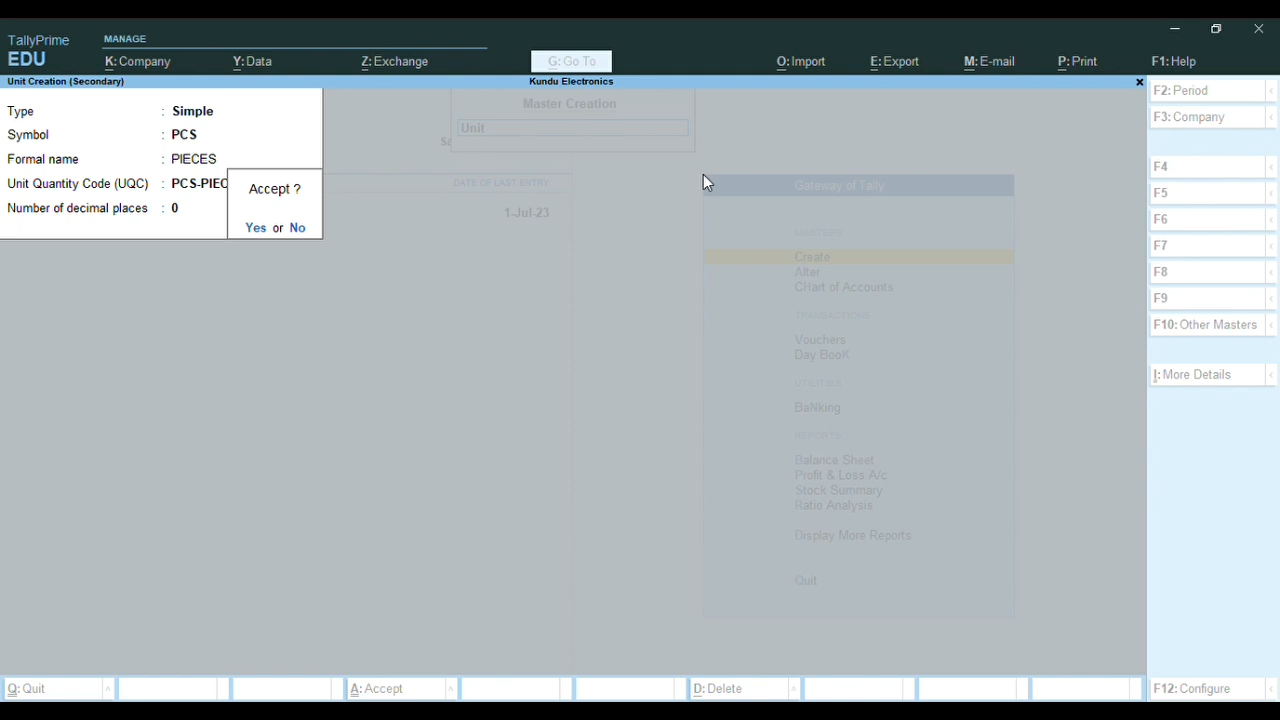 TallyPrime
EDU
MANAGE
K: Company
Y: Data
Z: Exchange
G: Go To
O: Import
E: Export
M: E-mail
P: Print
F1: Help
Unit Creation (Secondary)
Kundu Electronics
Type : Simple
Symbol : PCS
Formal name : PIECES
Unit Quantity Code (UQC) : PCS-PIEC
Number of decimal places : 0
Accept ?
Yes or No
Master Creation
Unit
DATE OF LAST ENTRY
1-Jul-23
Gateway of Tally
MASTERS
Create
Alter
CHart of Accounts
TRANSACTIONS
Vouchers
Day BooK
UTILITIES
BaNking
REPORTS
Balance Sheet
Profit & Loss A/c
Stock Summary
Ratio Analysis
Display More Reports
Quit
F2: Period
F3: Company
F4
F5
F6
F7
F8
F9
F10: Other Masters
I: More Details
Q: Quit
A: Accept
D: Delete
F12: Configure